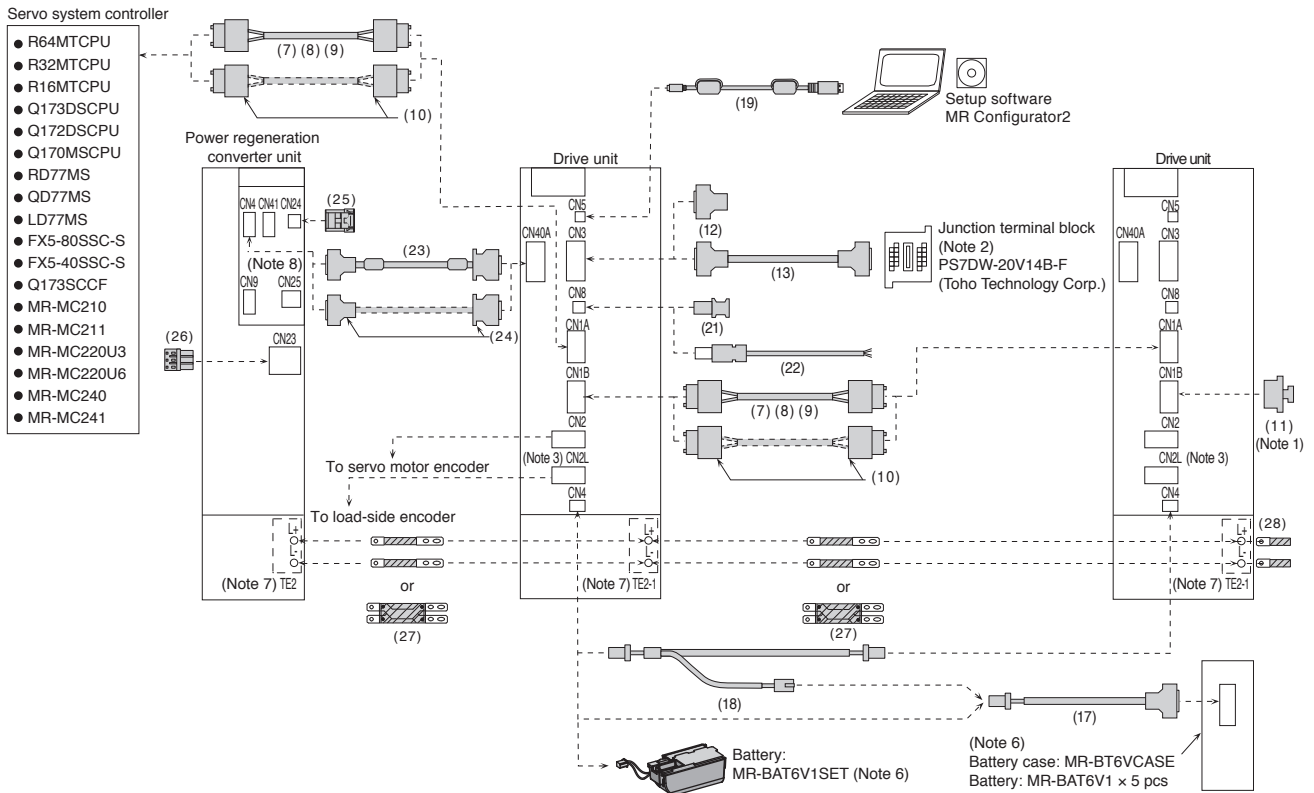 Servo system controller
● R64MTCPU
● R32MTCPU
● R16MTCPU
● Q173DSCPU
● Q172DSCPU
● Q170MSCPU
● RD77MS
● QD77MS
● LD77MS
● FX5-80SSC-S
● FX5-40SSC-S
● Q173SCCF
● MR-MC210
● MR-MC211
● MR-MC220U3
● MR-MC220U6
● MR-MC240
● MR-MC241
(7) (8) (9)
(10)
(19)
Setup software
MR Configurator2
Power regeneration
converter unit
CN4 CN41 CN24
(25)
(Note 8)
CN9 CN25
(26)
CN23
(23)
(24)
Drive unit
CN5
CN40A CN3
CN8
CN1A
CN1B
CN2
(Note 3) CN2L
CN4
(12)
(13)
Junction terminal block
(Note 2)
PS7DW-20V14B-F
(Toho Technology Corp.)
(21)
(22)
(7) (8) (9)
(10)
Drive unit
CN5
CN40A CN3
CN8
CN1A
CN1B
CN2
CN2L (Note 3)
CN4
(11)
(Note 1)
To servo motor encoder
To load-side encoder
L+
L-
(Note 7) TE2
or
(27)
L+
L-
(Note 7) TE2-1
or
(27)
L+
L-
(Note 7) TE2-1
(28)
(18)
(17)
Battery:
MR-BAT6V1SET (Note 6)
(Note 6)
Battery case: MR-BT6VCASE
Battery: MR-BAT6V1 × 5 pcs